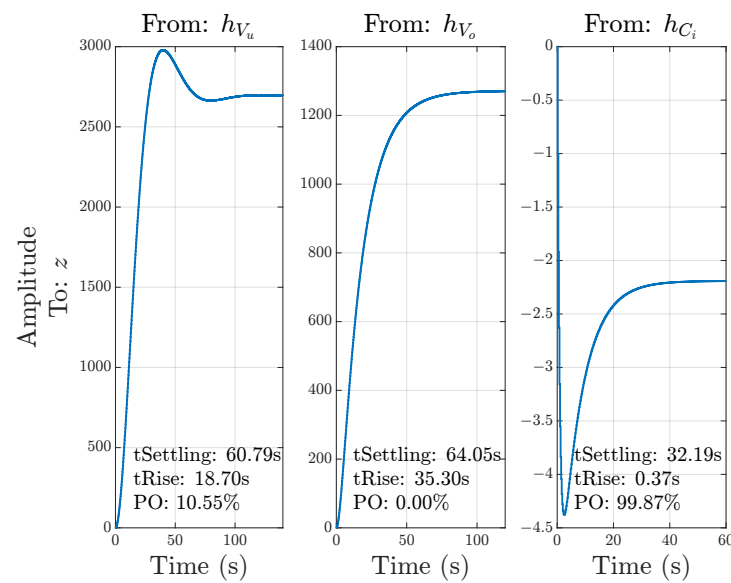 From: h_{V_u}
From: h_{V_o}
From: h_{C_i}
Amplitude
To: z
3000
2500
2000
1500
1000
500
0
0 50 100
tSettling: 60.79s
tRise: 18.70s
PO: 10.55%
Time (s)
1400
1200
1000
800
600
400
200
0
0 50 100
tSettling: 64.05s
tRise: 35.30s
PO: 0.00%
Time (s)
0
−0.5
−1
−1.5
−2
−2.5
−3
−3.5
−4
−4.5
0 20 40 60
tSettling: 32.19s
tRise: 0.37s
PO: 99.87%
Time (s)